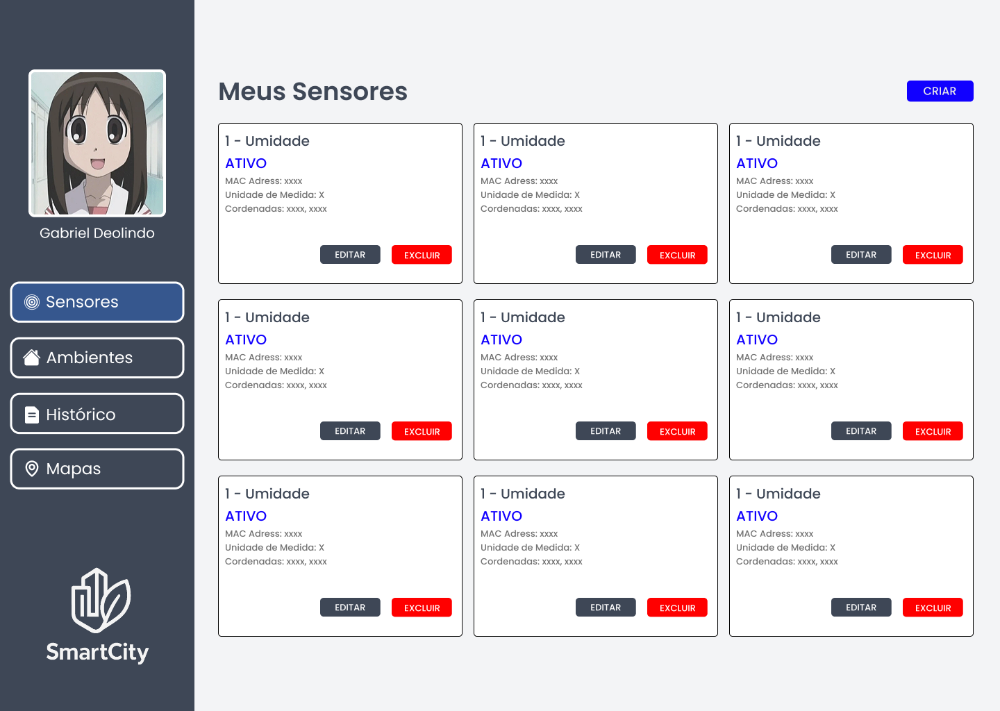 Gabriel Deolindo
Sensores
Ambientes
Histórico
Mapas
SmartCity
Meus Sensores
CRIAR
1 - Umidade
ATIVO
MAC Adress: xxxx
Unidade de Medida: X
Cordenadas: xxxx, xxxx
EDITAR
EXCLUIR
1 - Umidade
ATIVO
MAC Adress: xxxx
Unidade de Medida: X
Cordenadas: xxxx, xxxx
EDITAR
EXCLUIR
1 - Umidade
ATIVO
MAC Adress: xxxx
Unidade de Medida: X
Cordenadas: xxxx, xxxx
EDITAR
EXCLUIR
1 - Umidade
ATIVO
MAC Adress: xxxx
Unidade de Medida: X
Cordenadas: xxxx, xxxx
EDITAR
EXCLUIR
1 - Umidade
ATIVO
MAC Adress: xxxx
Unidade de Medida: X
Cordenadas: xxxx, xxxx
EDITAR
EXCLUIR
1 - Umidade
ATIVO
MAC Adress: xxxx
Unidade de Medida: X
Cordenadas: xxxx, xxxx
EDITAR
EXCLUIR
1 - Umidade
ATIVO
MAC Adress: xxxx
Unidade de Medida: X
Cordenadas: xxxx, xxxx
EDITAR
EXCLUIR
1 - Umidade
ATIVO
MAC Adress: xxxx
Unidade de Medida: X
Cordenadas: xxxx, xxxx
EDITAR
EXCLUIR
1 - Umidade
ATIVO
MAC Adress: xxxx
Unidade de Medida: X
Cordenadas: xxxx, xxxx
EDITAR
EXCLUIR